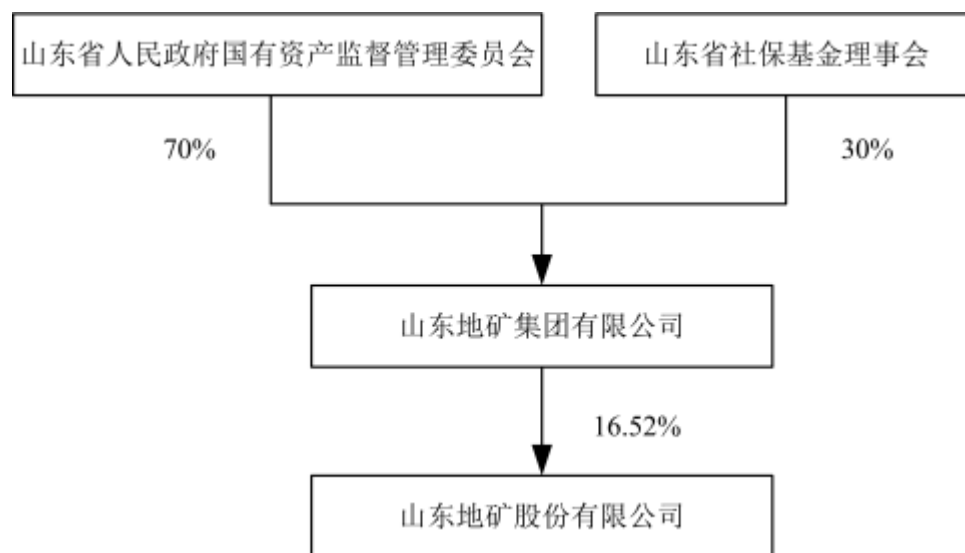 山东省人民政府国有资产监督管理委员会
山东省社保基金理事会
70%
30%
山东地矿集团有限公司
16.52%
山东地矿股份有限公司